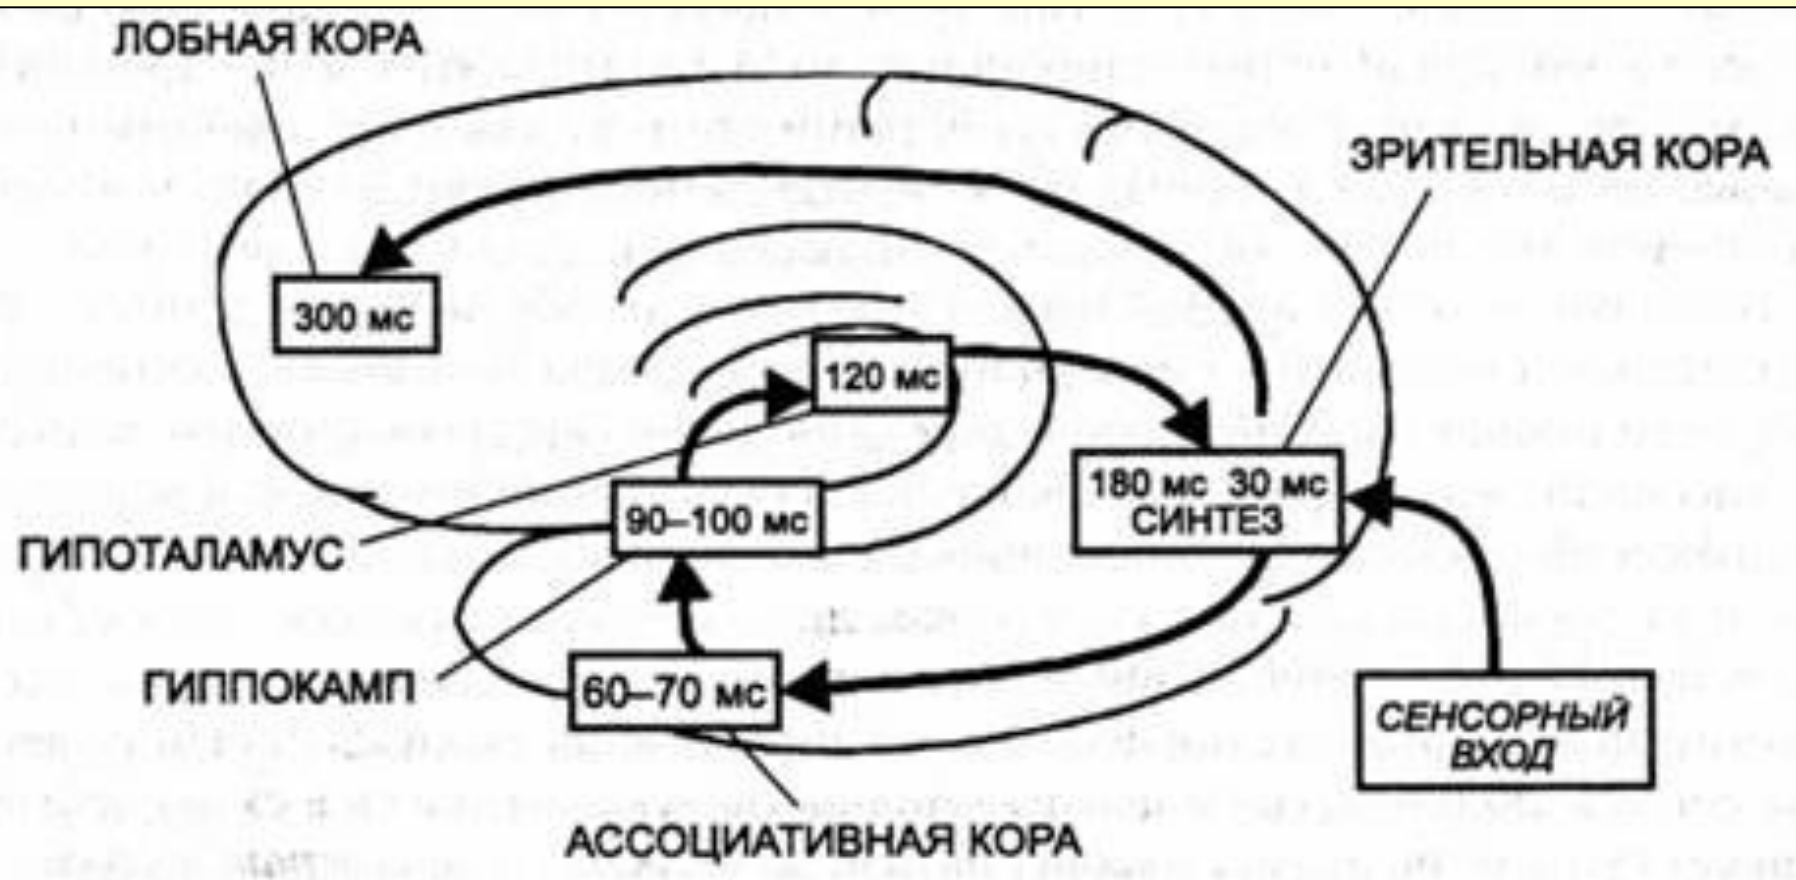 ЛОБНАЯ КОРА
ЗРИТЕЛЬНАЯ КОРА
300 мс
120 мс
180 мс 30 мс
СИНТЕЗ
90–100 мс
ГИПОТАЛАМУС
ГИППОКАМП
60–70 мс
СЕНСОРНЫЙ
ВХОД
АССОЦИАТИВНАЯ КОРА